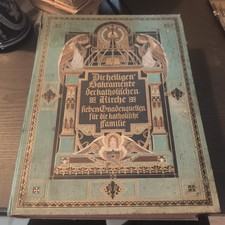 Die heiligen
Sakramente
der katholischen
Kirche
sieben Gnadenquellen
für die katholische
Familie